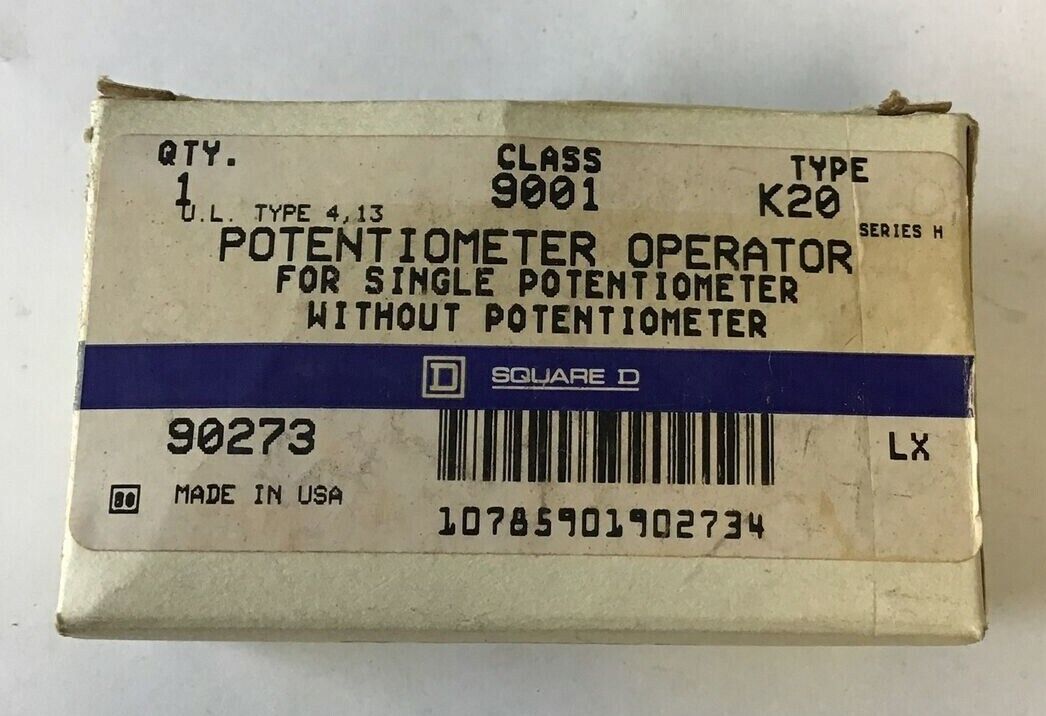 QTY. CLASS TYPE
1 9001 K20
U.L. TYPE 4,13 SERIES H
POTENTIOMETER OPERATOR
FOR SINGLE POTENTIOMETER
WITHOUT POTENTIOMETER
D SQUARE D
90273 LX
MADE IN USA
10785901902734